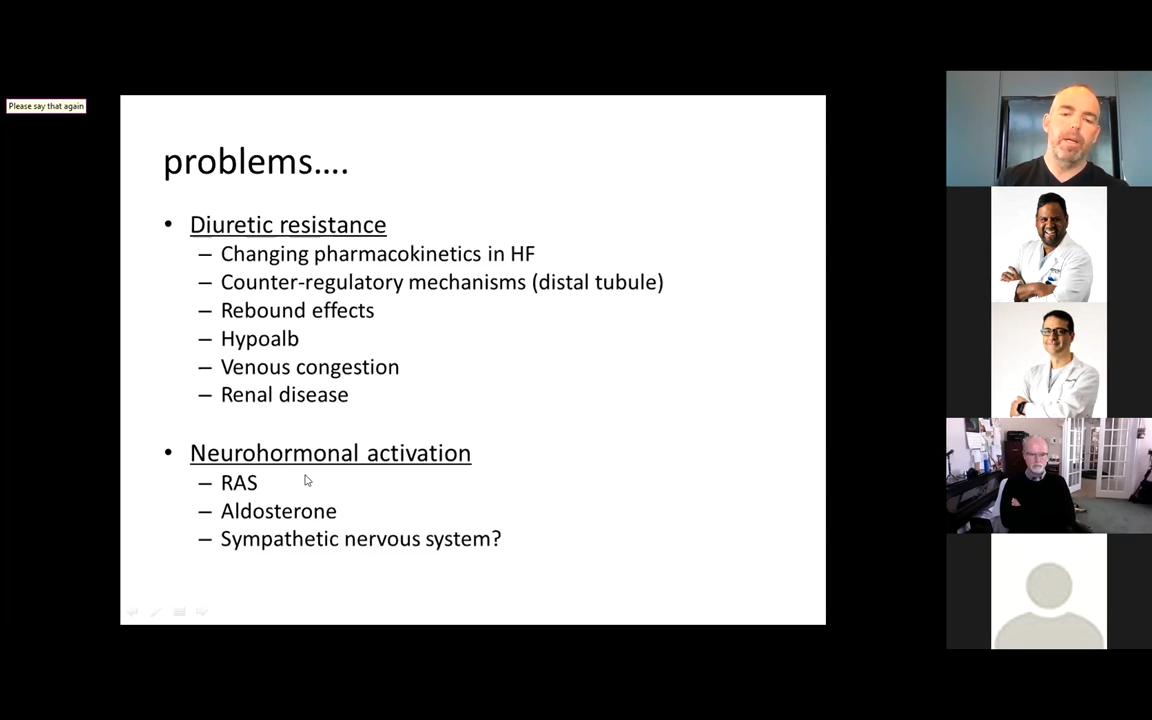 Please say that again
problems....
• Diuretic resistance
– Changing pharmacokinetics in HF
– Counter-regulatory mechanisms (distal tubule)
– Rebound effects
– Hypoalb
– Venous congestion
– Renal disease
• Neurohormonal activation
– RAS
– Aldosterone
– Sympathetic nervous system?